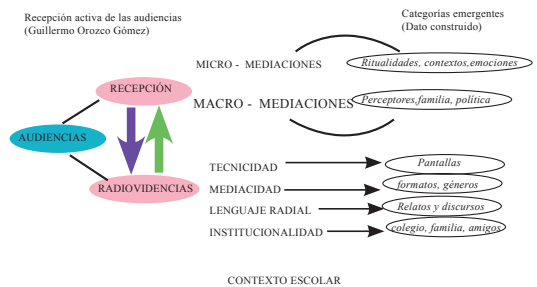 Recepción activa de las audiencias
(Guillermo Orozco Gómez)
Categorías emergentes
(Dato construido)
MICRO - MEDIACIONES
Ritualidades, contextos,emociones
RECEPCIÓN
MACRO - MEDIACIONES
Perceptores,familia, política
AUDIENCIAS
TECNICIDAD
Pantallas
RADIOVIDENCIAS
MEDIACIDAD
formatos, géneros
LENGUAJE RADIAL
Relatos y discursos
INSTITUCIONALIDAD
colegio, familia, amigos
CONTEXTO ESCOLAR